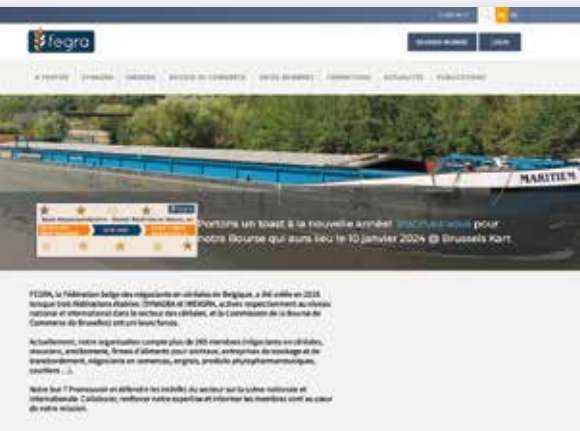 CONTACT
fegra
DEVENIR MEMBRE LOGIN
A PROPOS SYNAGRA IMEXGRA BOURSE DE COMMERCE INFOS MEMBRES FORMATIONS ACTUALITÉS PUBLICATIONS
MARITIEM
fegra
Portons un toast à la nouvelle année! Inscrivez-vous pour
notre Bourse qui aura lieu le 10 janvier 2024 @ Brussels Kart
FEGRA, la Fédération belge des négociants en céréales de Belgique, a été créée en
lorsque trois fédérations établies: SYNAGRA et IMEXGRA, actives respectivement au niveau
national et international dans le secteur des céréales, et la Commission de la Bourse de
Commerce de Bruxelles ont uni leurs forces.
Actuellement, notre organisation compte plus de membres (négociants en céréales,
meuniers, amidonnerie, firmes d'aliments pour animaux, entreprises de stockage et de
transbordement, négociants en semences, engrais, produits phytopharmaceutiques,
courtiers ...).
Notre but ? Promouvoir et défendre les intérêts du secteur sur la scène nationale et
internationale. Collaborer, renforcer notre expertise et informer les membres sont au cœur
de notre mission.